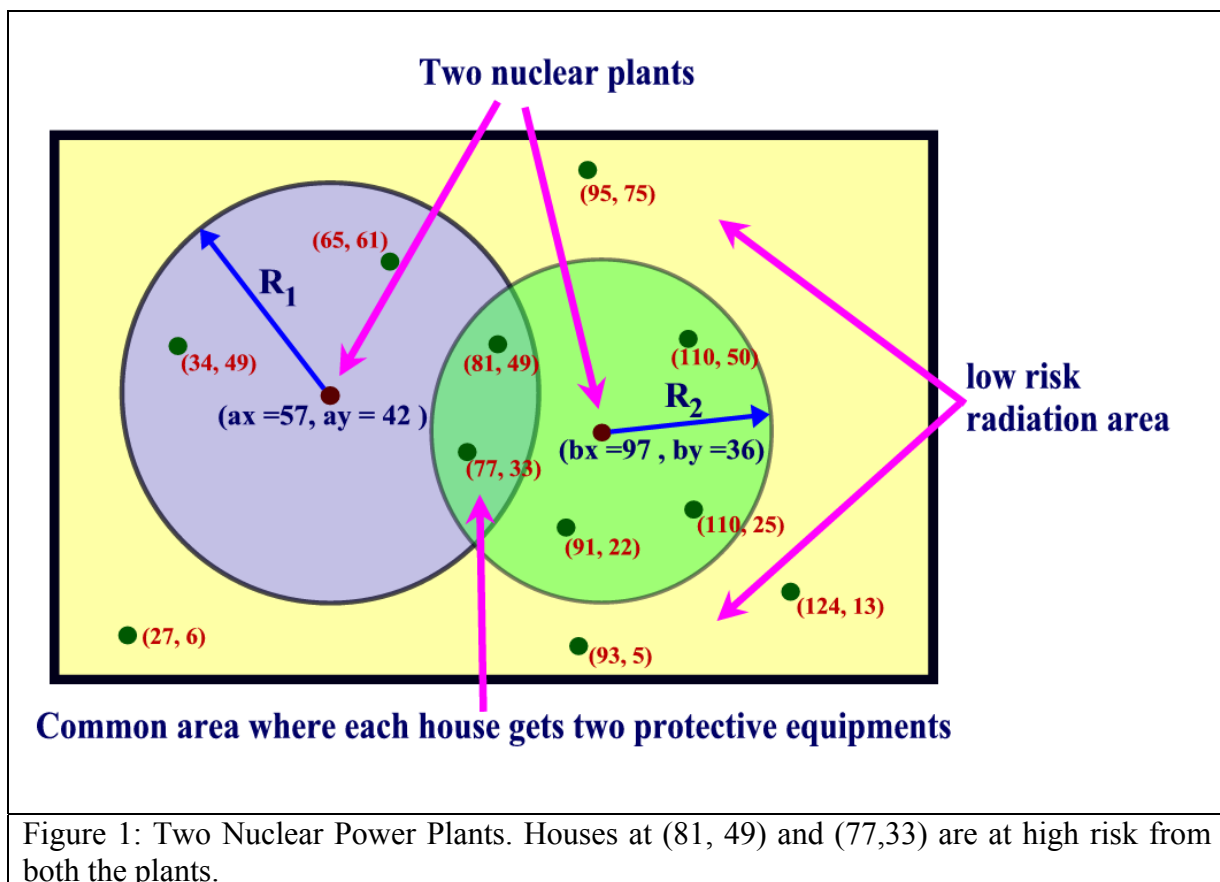 Two nuclear plants
(95, 75)
(65, 61)
R1
(34, 49)
(81, 49)
(110, 50)
low risk
radiation area
R2
(ax =57, ay = 42 )
(bx =97 , by =36)
(77, 33)
(110, 25)
(91, 22)
(124, 13)
(27, 6)
(93, 5)
Common area where each house gets two protective equipments
Figure 1: Two Nuclear Power Plants. Houses at (81, 49) and (77,33) are at high risk from
both the plants.